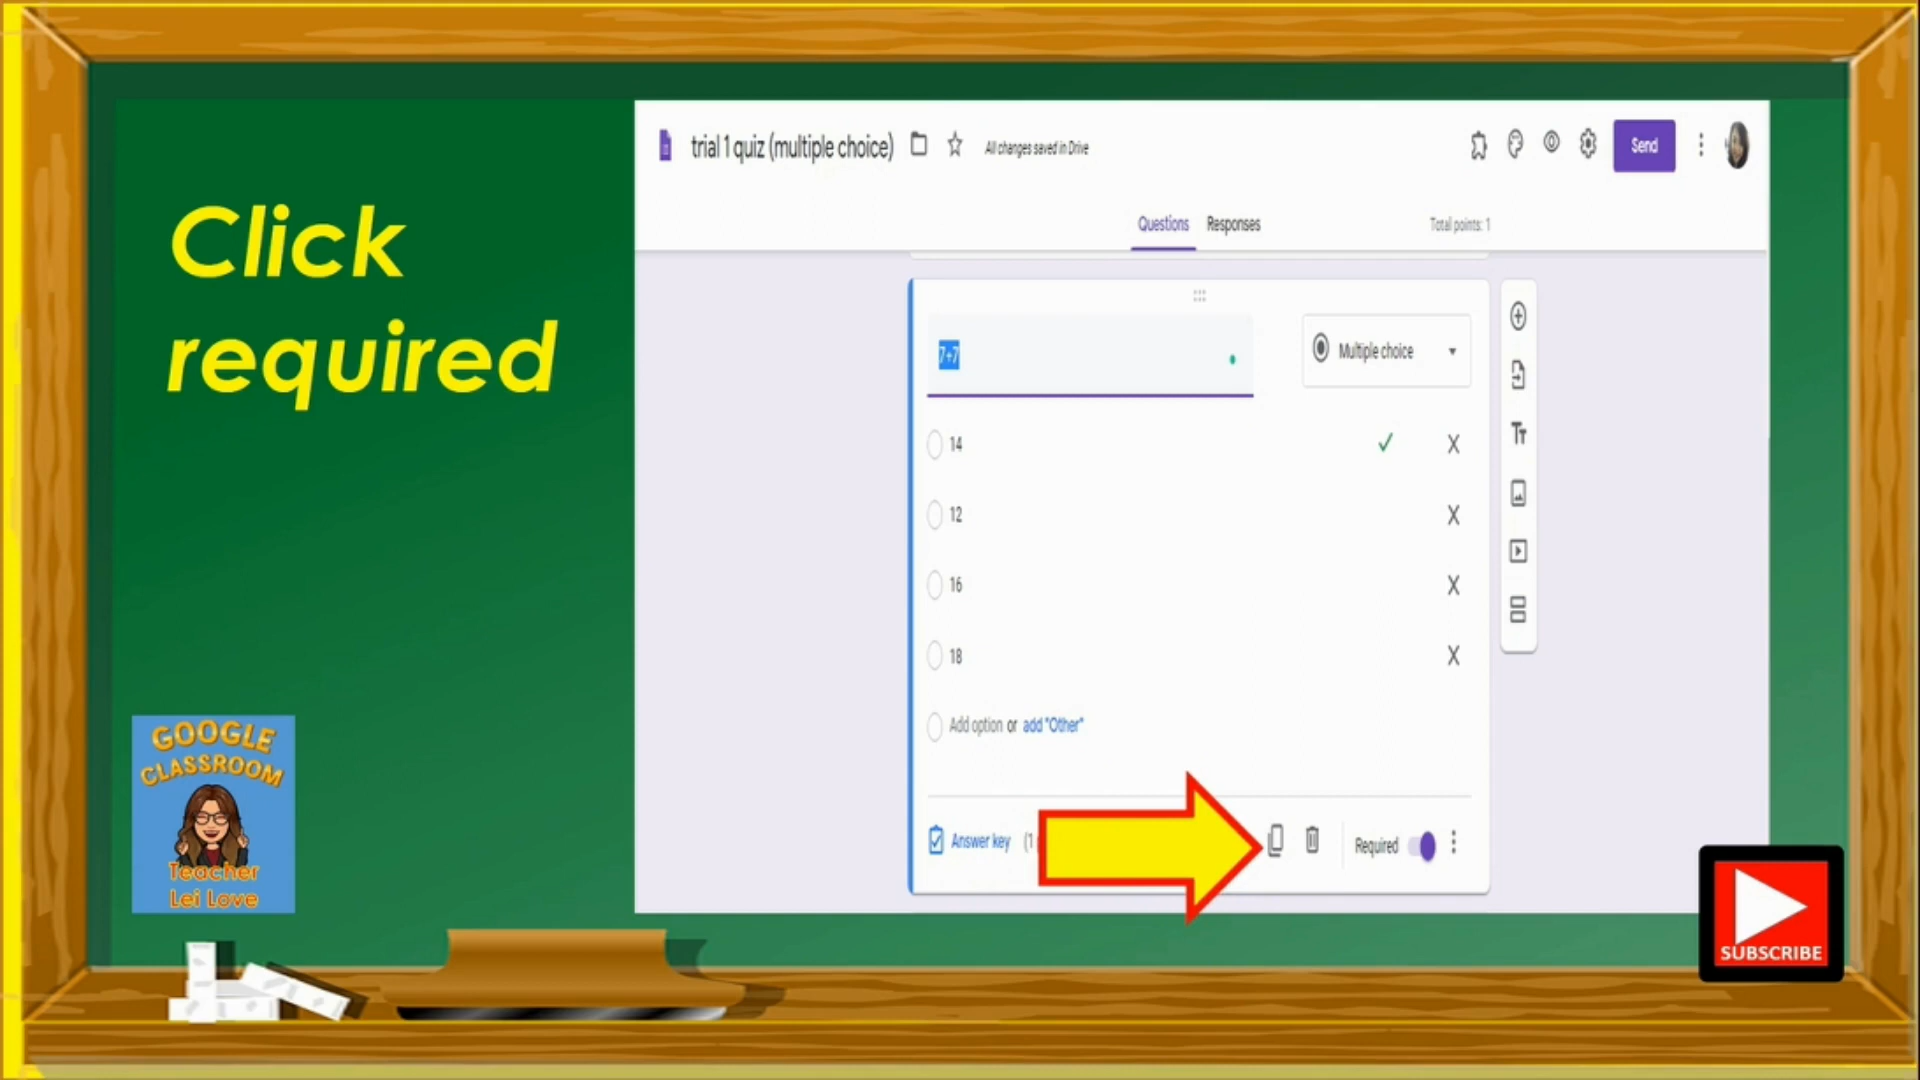 Click
required
trial 1 quiz (multiple choice)
All changes saved in Drive
Send
Questions
Responses
Total points: 1
7+7
Multiple choice
14
12
16
18
Add option or add "Other"
Answer key
(1
Required
GOOGLE
CLASSROOM
Teacher
Lei Love
SUBSCRIBE